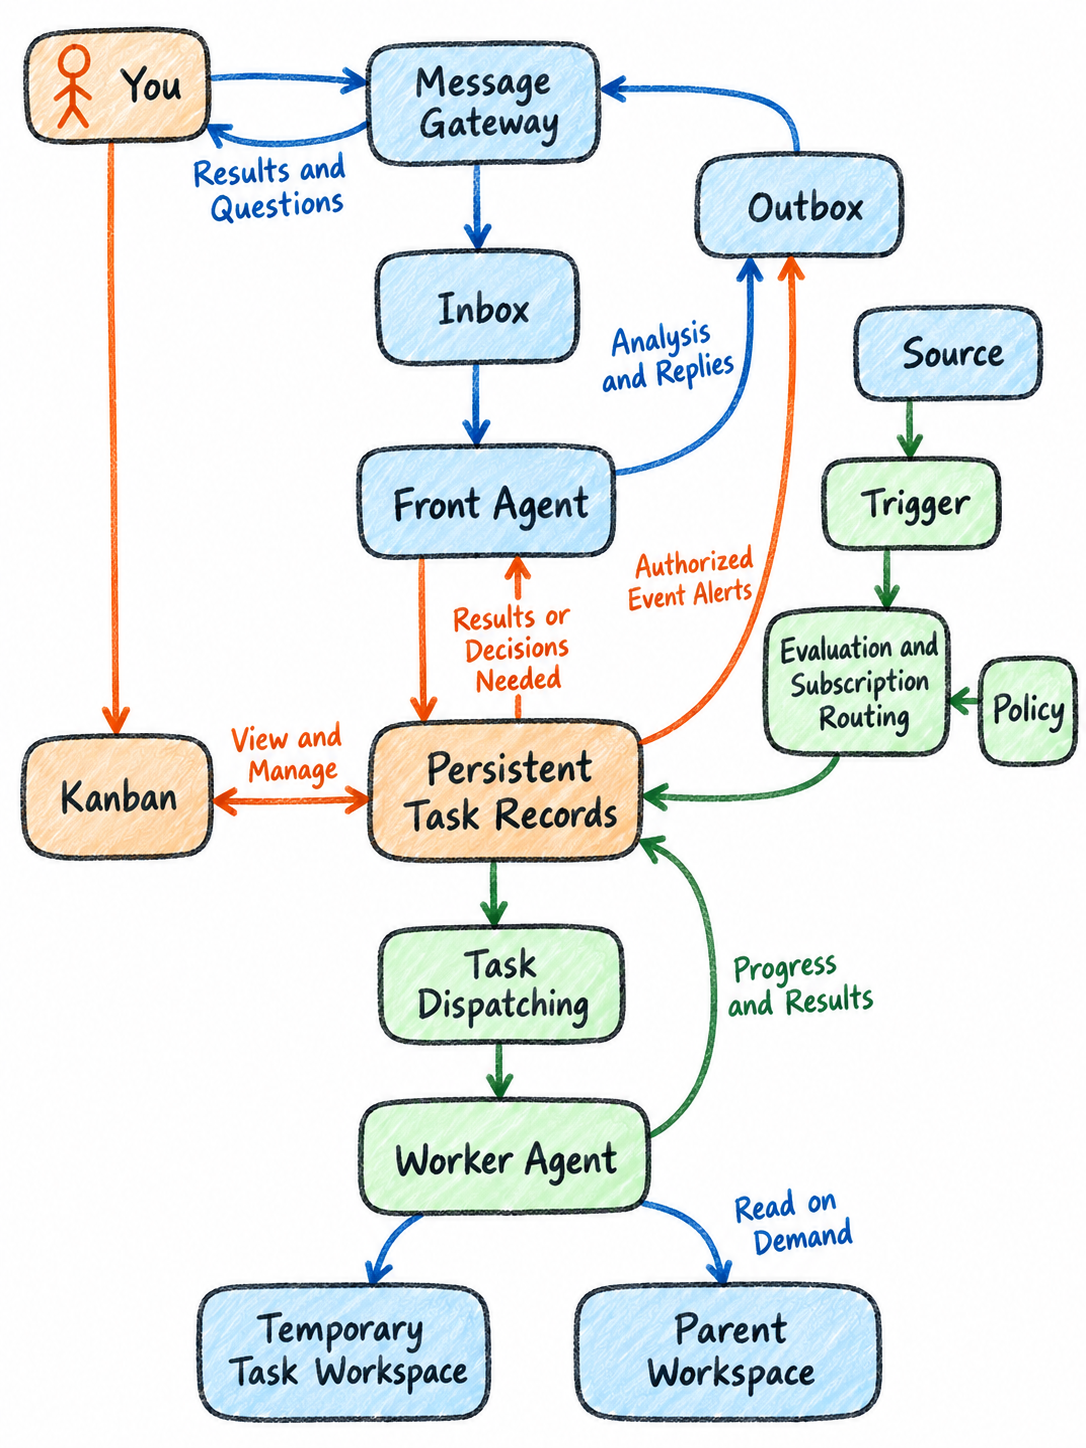 You
Message
Gateway
Results and
Questions
Outbox
Inbox
Analysis
and Replies
Source
Front Agent
Trigger
Authorized
Event Alerts
Results or
Decisions
Needed
Evaluation and
Subscription
Routing
Policy
View and
Manage
Kanban
Persistent
Task Records
Task
Dispatching
Progress
and Results
Worker Agent
Read on
Demand
Temporary
Task Workspace
Parent
Workspace